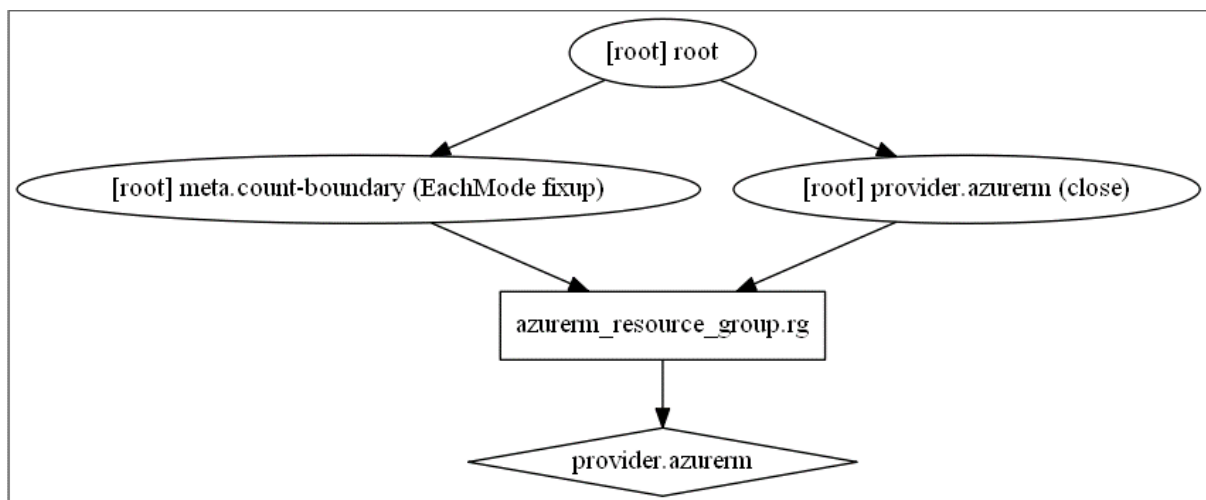 [root] root
[root] meta.count-boundary (EachMode fixup)
[root] provider.azurerm (close)
azurerm_resource_group.rg
provider.azurerm